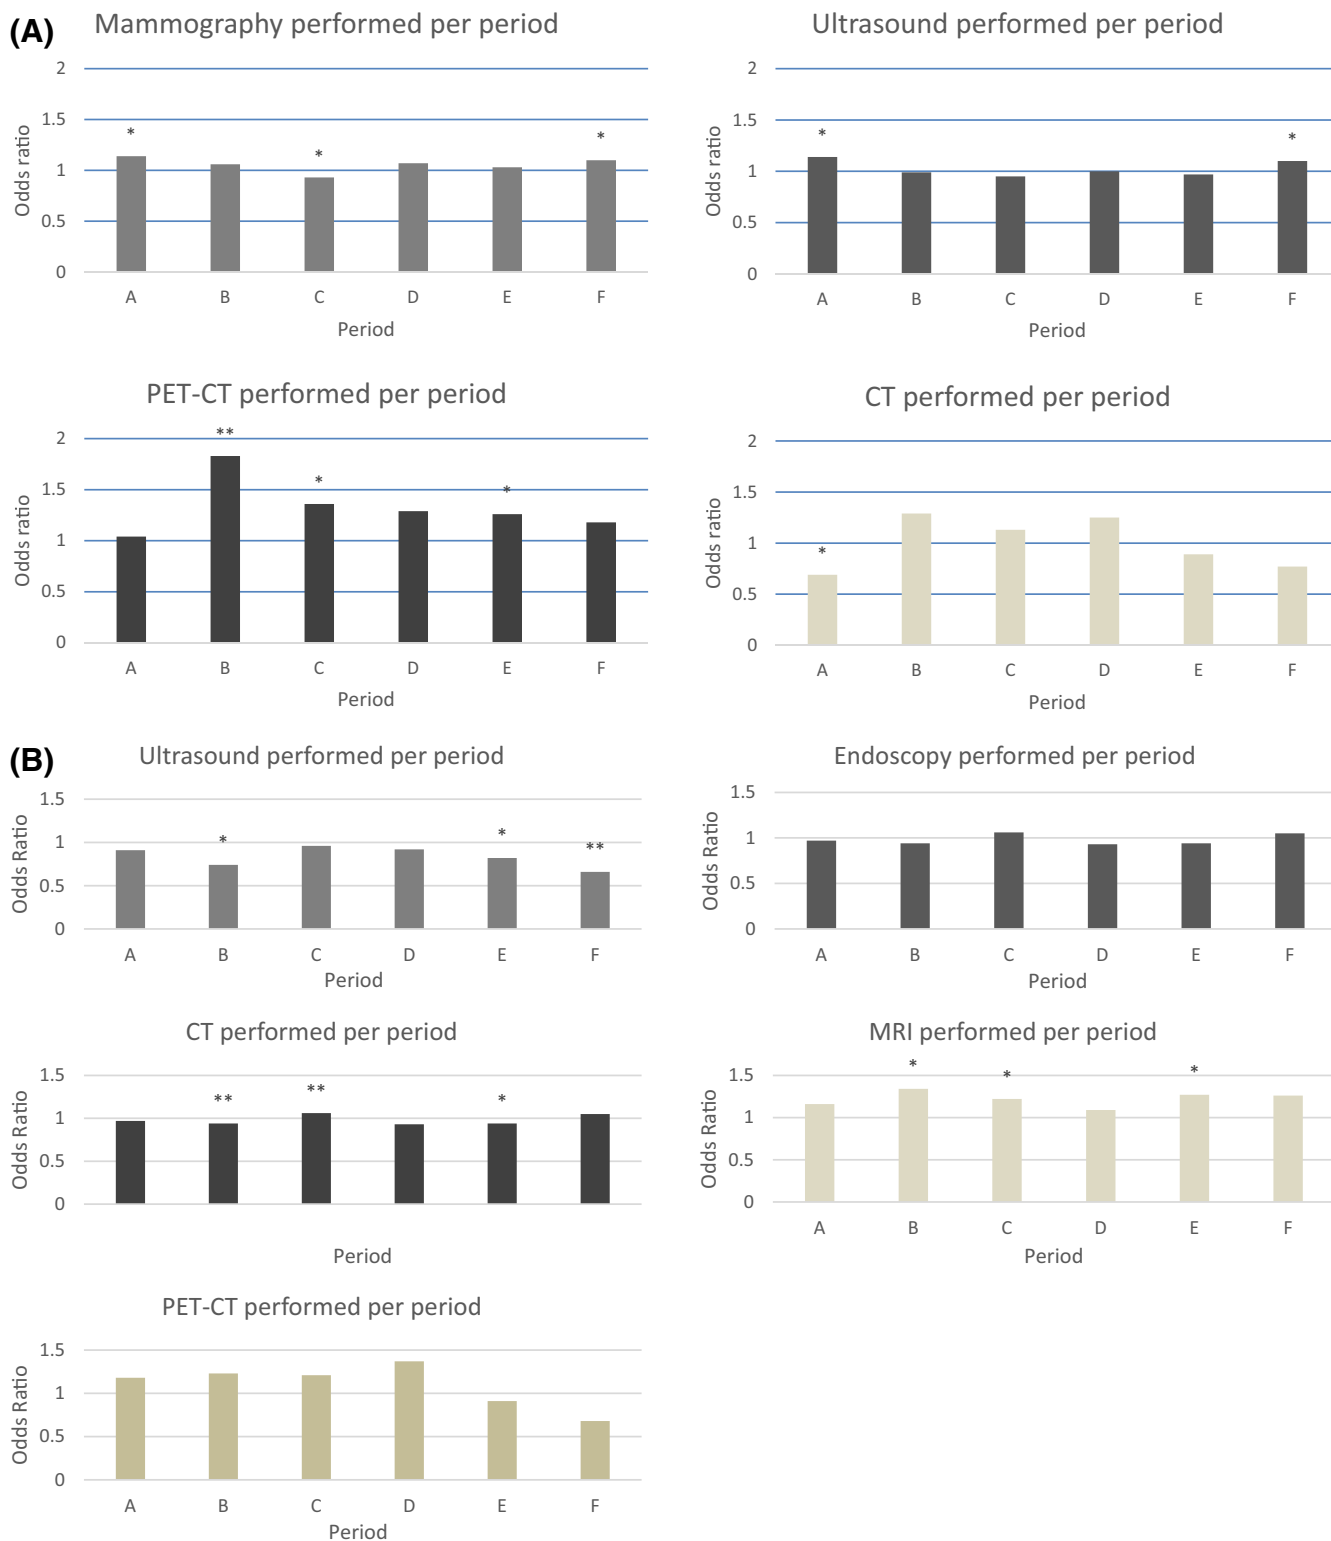 (A)
Mammography performed per period
2
1.5
1
0.5
0
Odds ratio
*
*
*
A B C D E F
Period
Ultrasound performed per period
2
1.5
1
0.5
0
Odds ratio
*
*
A B C D E F
Period
PET-CT performed per period
2
1.5
1
0.5
0
Odds ratio
**
*
*
A B C D E F
Period
CT performed per period
2
1.5
1
0.5
0
Odds ratio
*
A B C D E F
Period
(B)
Ultrasound performed per period
1.5
1
0.5
0
Odds Ratio
*
*
**
A B C D E F
Period
Endoscopy performed per period
1.5
1
0.5
0
Odds Ratio
A B C D E F
Period
CT performed per period
1.5
1
0.5
0
Odds Ratio
**
**
*
Period
MRI performed per period
1.5
1
0.5
0
Odds Ratio
*
*
*
A B C D E F
Period
PET-CT performed per period
1.5
1
0.5
0
Odds Ratio
A B C D E F
Period